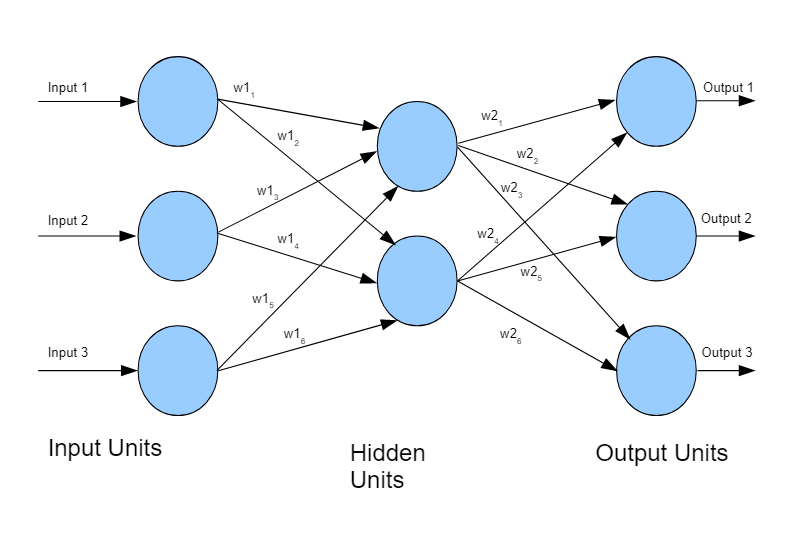 Input 1
w1₁
w2₁
Output 1
w1₂
w2₂
w1₃
w2₃
Input 2
w1₄
w2₄
Output 2
w2₅
w1₅
w1₆
w2₆
Input 3
Output 3
Input Units
Hidden
Units
Output Units